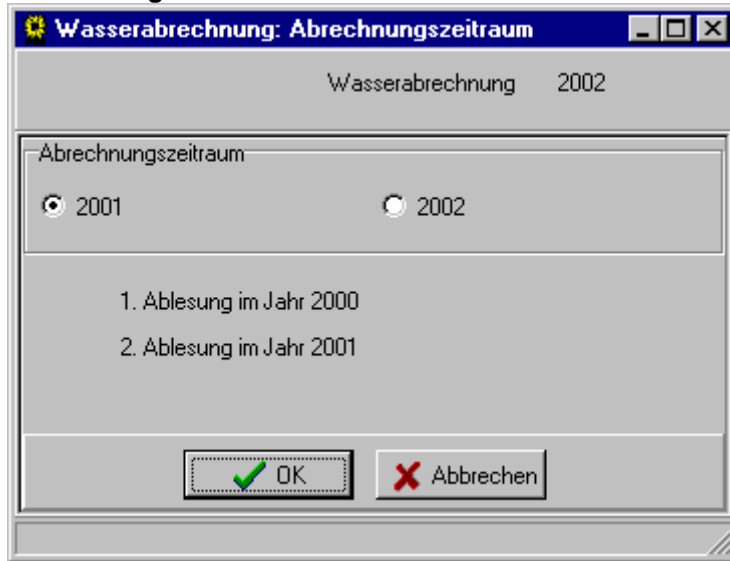 Wasserabrechnung: Abrechnungszeitraum
Wasserabrechnung 2002
Abrechnungszeitraum
2001 2002
1. Ablesung im Jahr 2000
2. Ablesung im Jahr 2001
OK Abbrechen